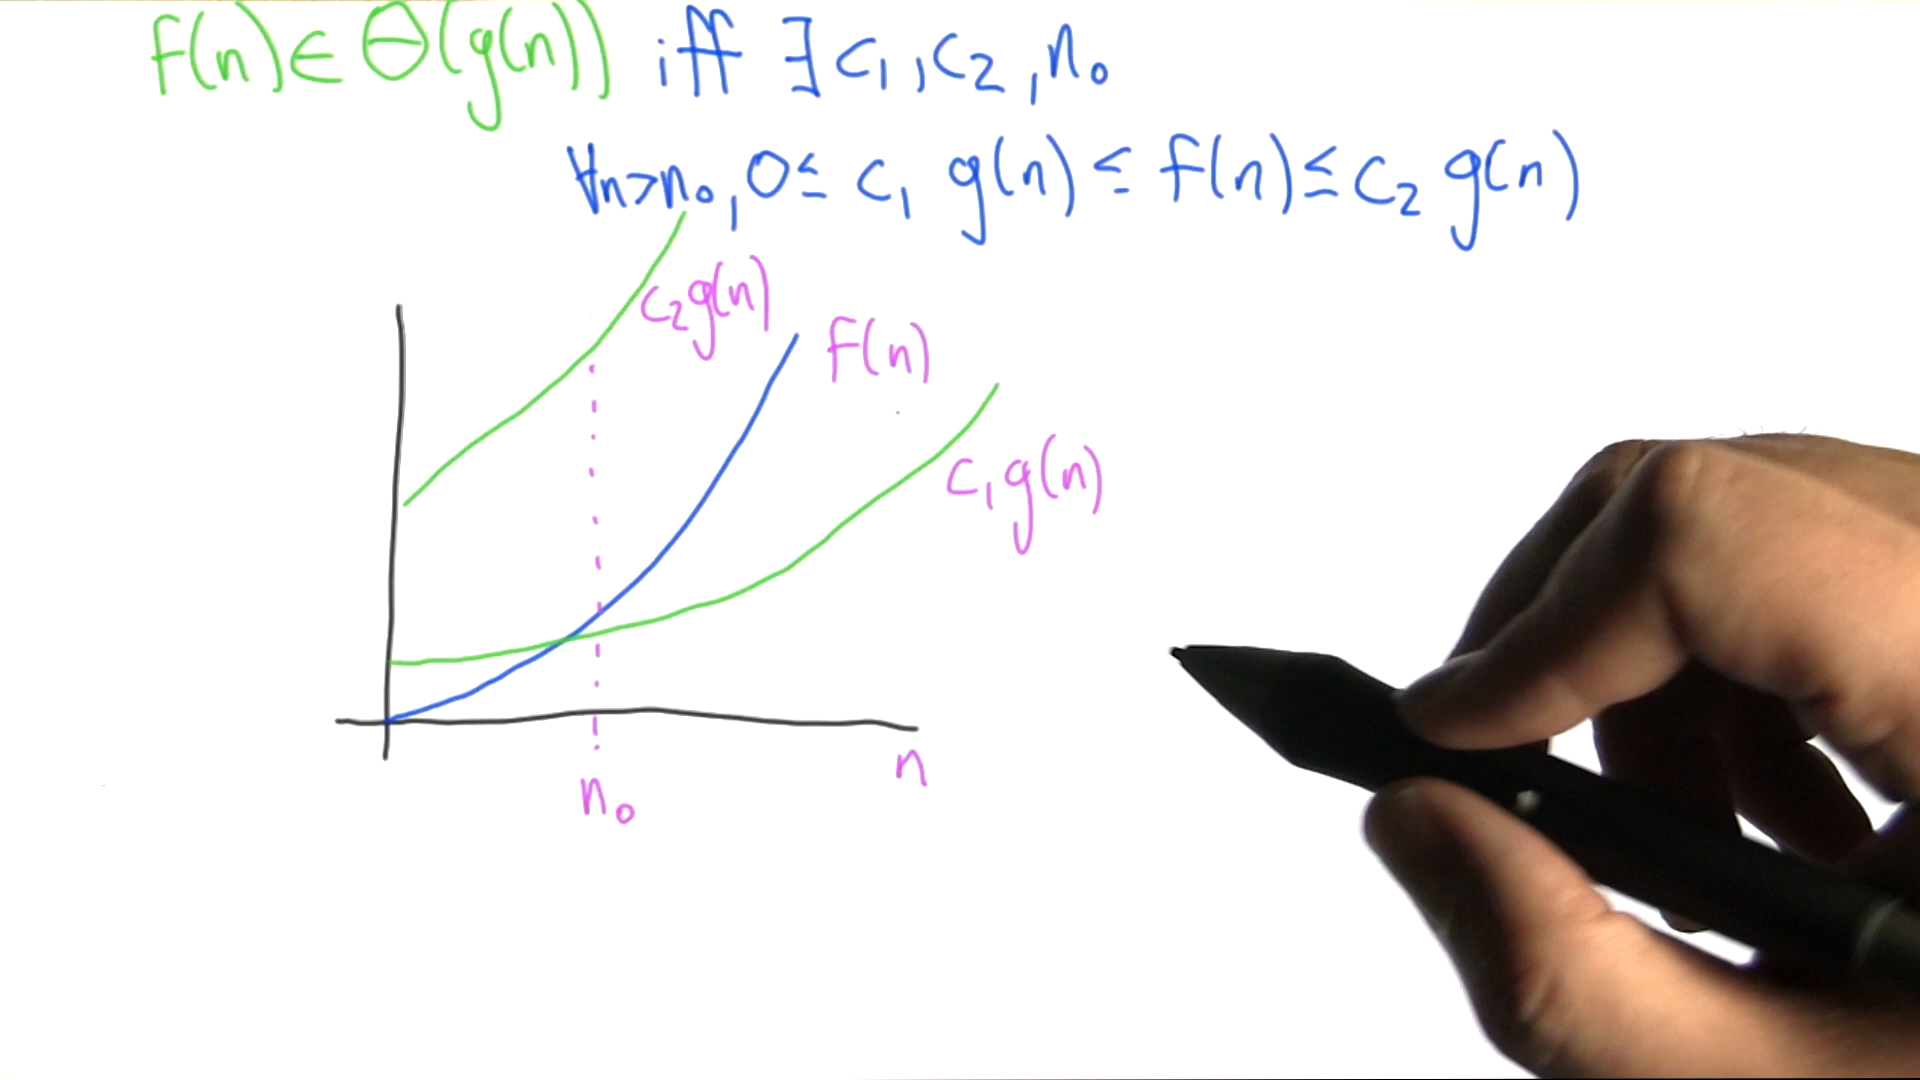 f(n) ∈ Θ(g(n)) iff ∃ c₁, c₂, n₀
∀n>n₀, 0 ≤ c₁ g(n) ≤ f(n) ≤ c₂ g(n)
c₂g(n)
f(n)
c₁g(n)
n
n₀